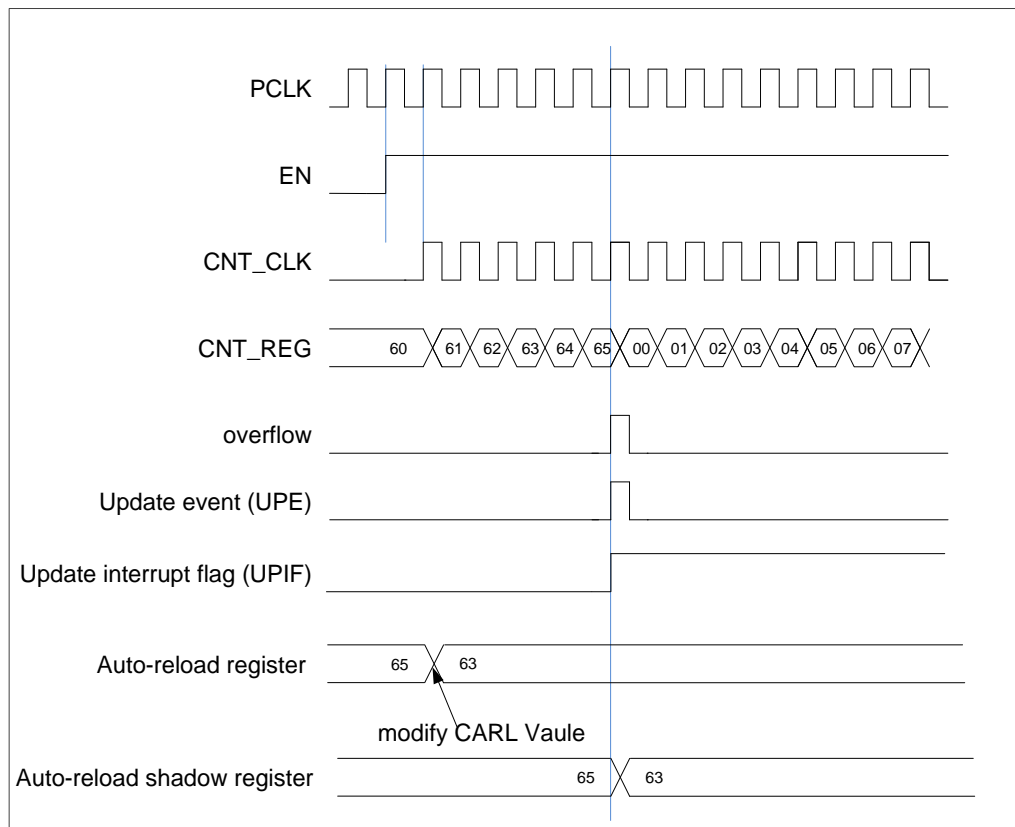 PCLK
EN
CNT_CLK
CNT_REG 60 61 62 63 64 65 00 01 02 03 04 05 06 07
overflow
Update event (UPE)
Update interrupt flag (UPIF)
Auto-reload register 65 63
modify CARL Vaule
Auto-reload shadow register 65 63